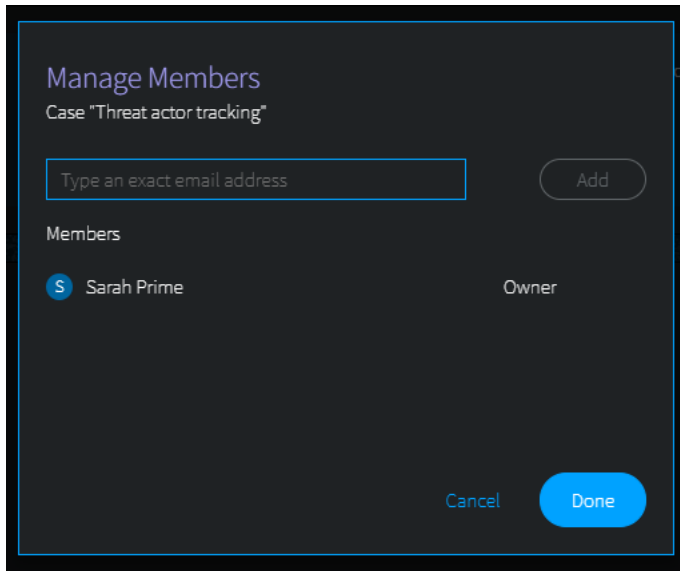 Manage Members
Case "Threat actor tracking"
Type an exact email address
Add
Members
S Sarah Prime Owner
Cancel Done